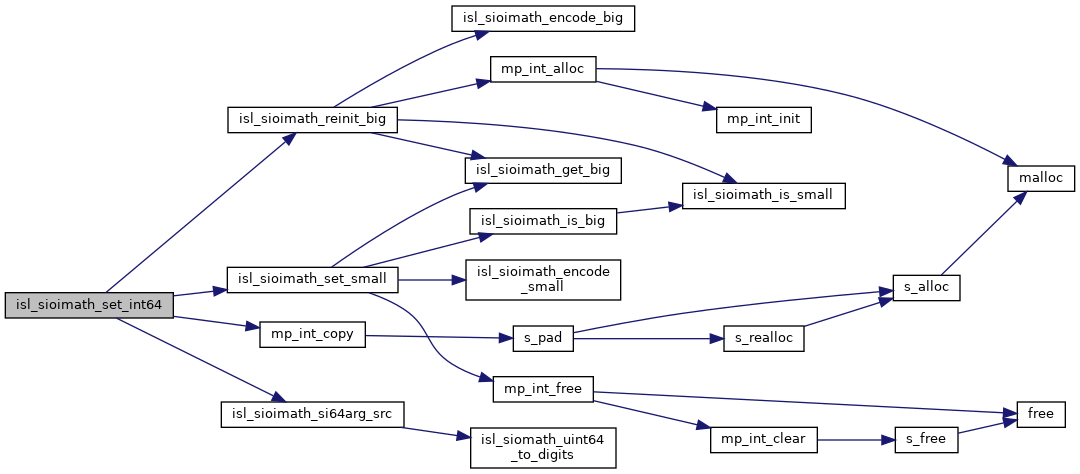 isl_sioimath_encode_big
mp_int_alloc
isl_sioimath_reinit_big
mp_int_init
isl_sioimath_get_big
malloc
isl_sioimath_is_small
isl_sioimath_is_big
isl_sioimath_set_small
isl_sioimath_encode
_small
s_alloc
isl_sioimath_set_int64
mp_int_copy
s_pad
s_realloc
mp_int_free
isl_sioimath_si64arg_src
free
isl_siomath_uint64
_to_digits
mp_int_clear
s_free